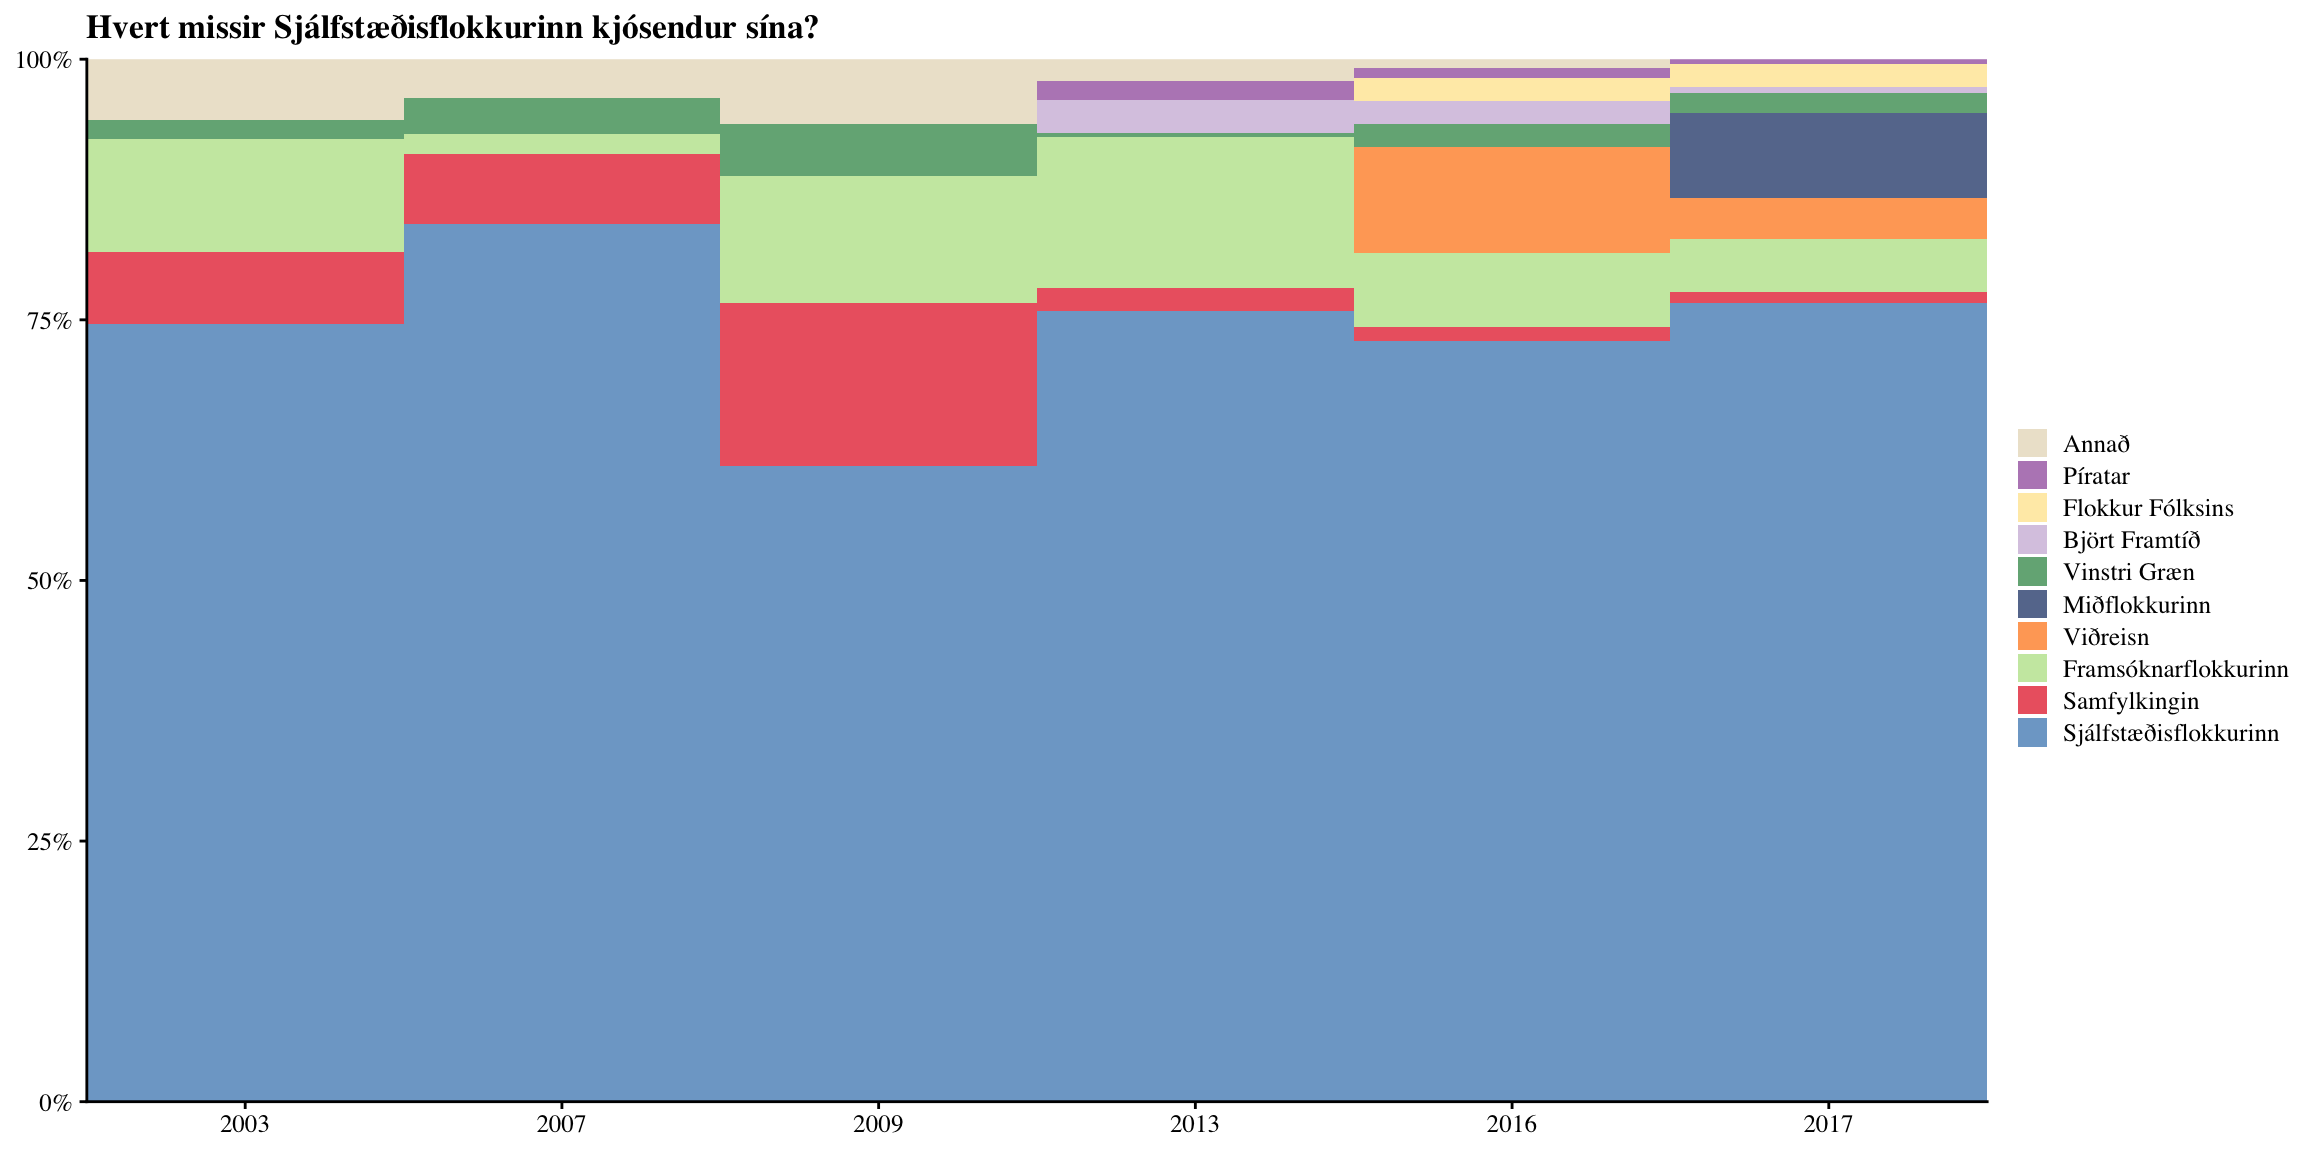 Hvert missir Sjálfstæðisflokkurinn kjósendur sína?
100%
75%
50%
25%
0%
2003
2007
2009
2013
2016
2017
Annað
Píratar
Flokkur Fólksins
Björt Framtíð
Vinstri Græn
Miðflokkurinn
Viðreisn
Framsóknarflokkurinn
Samfylkingin
Sjálfstæðisflokkurinn